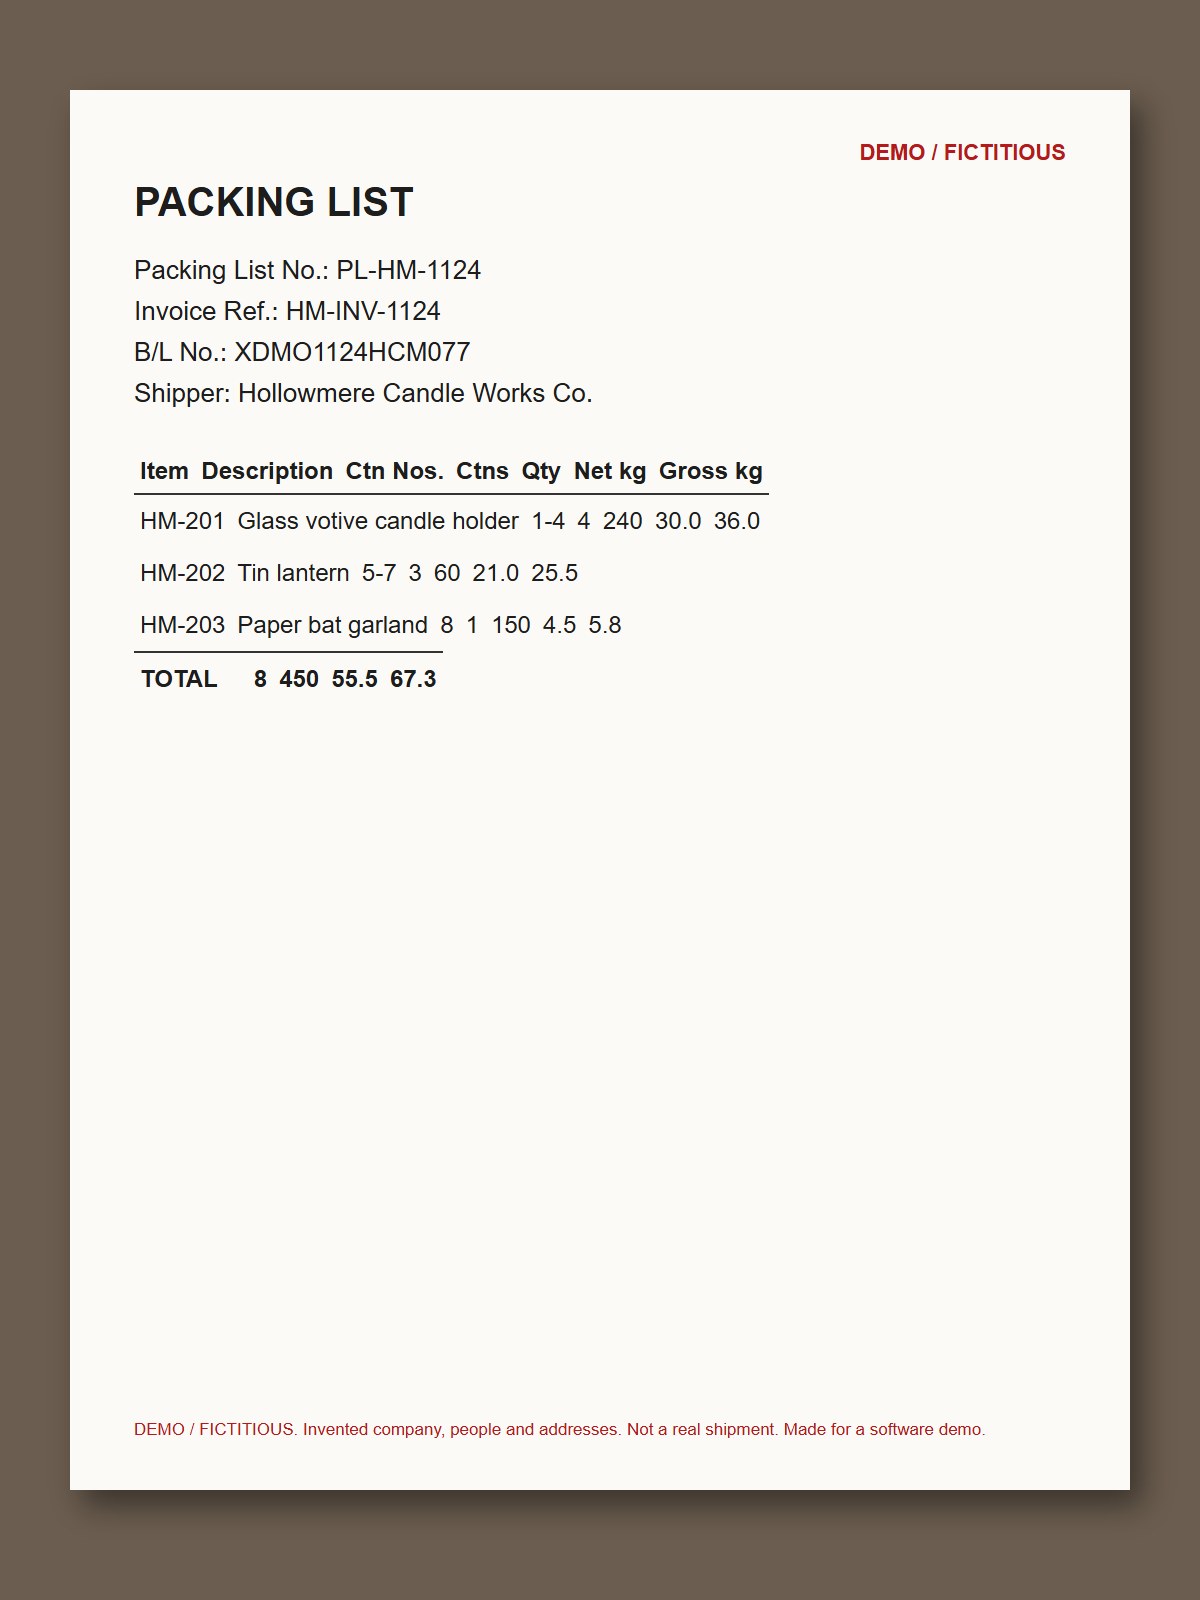 DEMO / FICTITIOUS
PACKING LIST
Packing List No.: PL-HM-1124
Invoice Ref.: HM-INV-1124
B/L No.: XDMO1124HCM077
Shipper: Hollowmere Candle Works Co.
Item Description Ctn Nos. Ctns Qty Net kg Gross kg
HM-201 Glass votive candle holder 1-4 4 240 30.0 36.0
HM-202 Tin lantern 5-7 3 60 21.0 25.5
HM-203 Paper bat garland 8 1 150 4.5 5.8
TOTAL 8 450 55.5 67.3
DEMO / FICTITIOUS. Invented company, people and addresses. Not a real shipment. Made for a software demo.